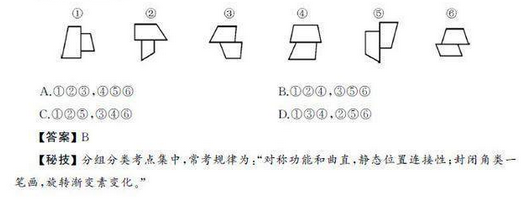 ① ② ③ ④ ⑤ ⑥
A.①②③,④⑤⑥ B.①②④,③⑤⑥
C.①②⑤,③④⑥ D.①③④,②⑤⑥
【答案】B
【秘技】分组分类考点集中,常考规律为:“对称功能和曲直,静态位置连接性;封闭角类一
笔画,旋转渐变素变化。”